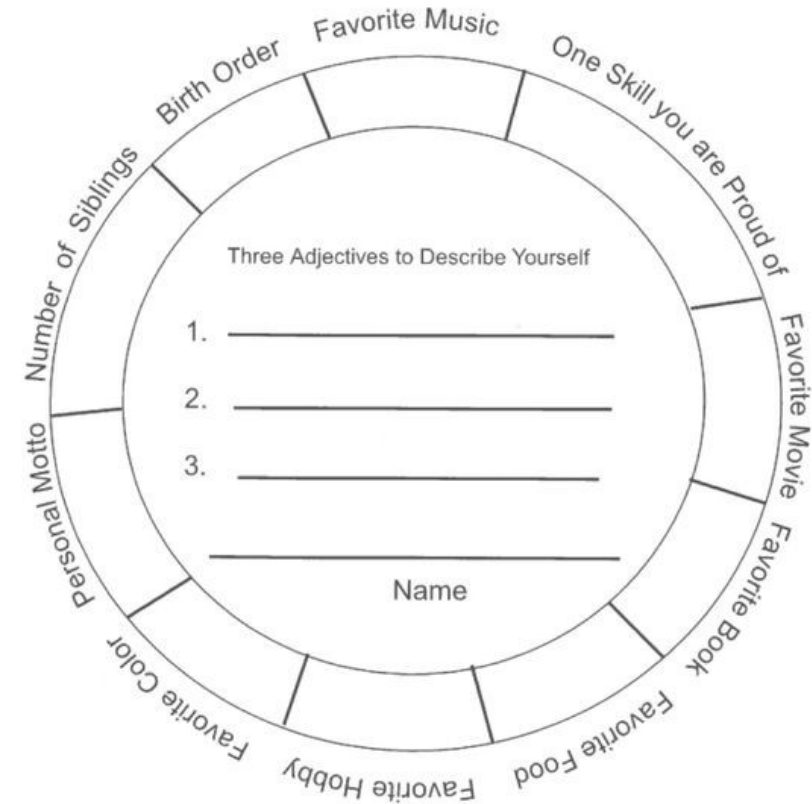 Favorite Music
One Skill you are Proud of
Favorite Movie
Favorite Book
Favorite Food
Favorite Hobby
Favorite Color
Personal Motto
Number of Siblings
Birth Order
Three Adjectives to Describe Yourself
1.
2.
3.
Name